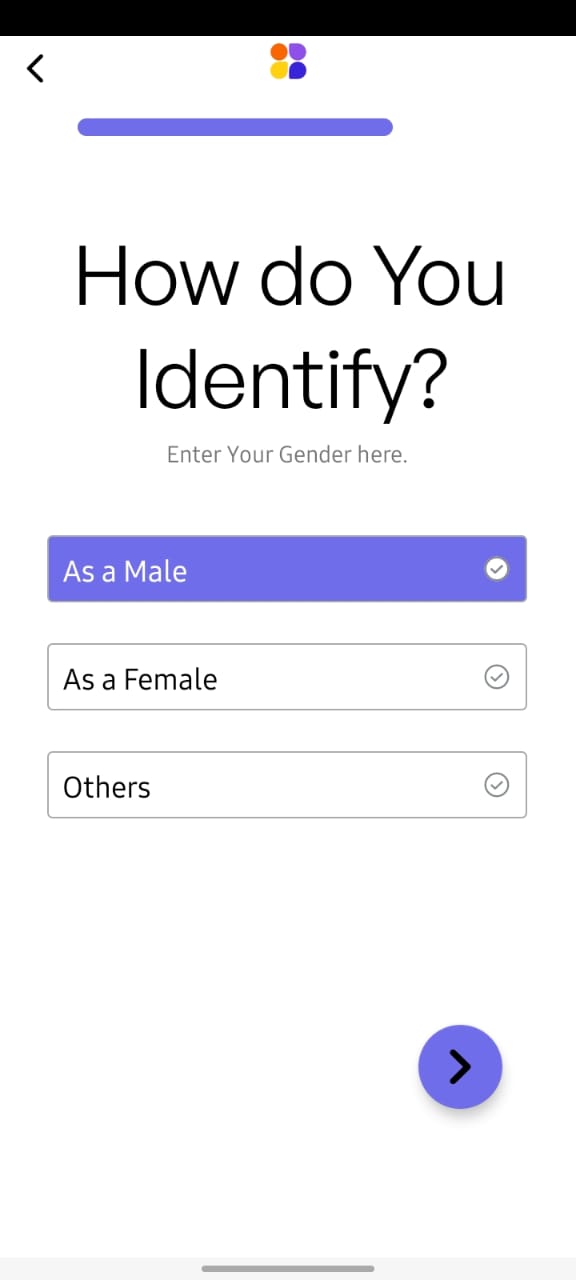 How do You
Identify?
Enter Your Gender here.
As a Male
As a Female
Others